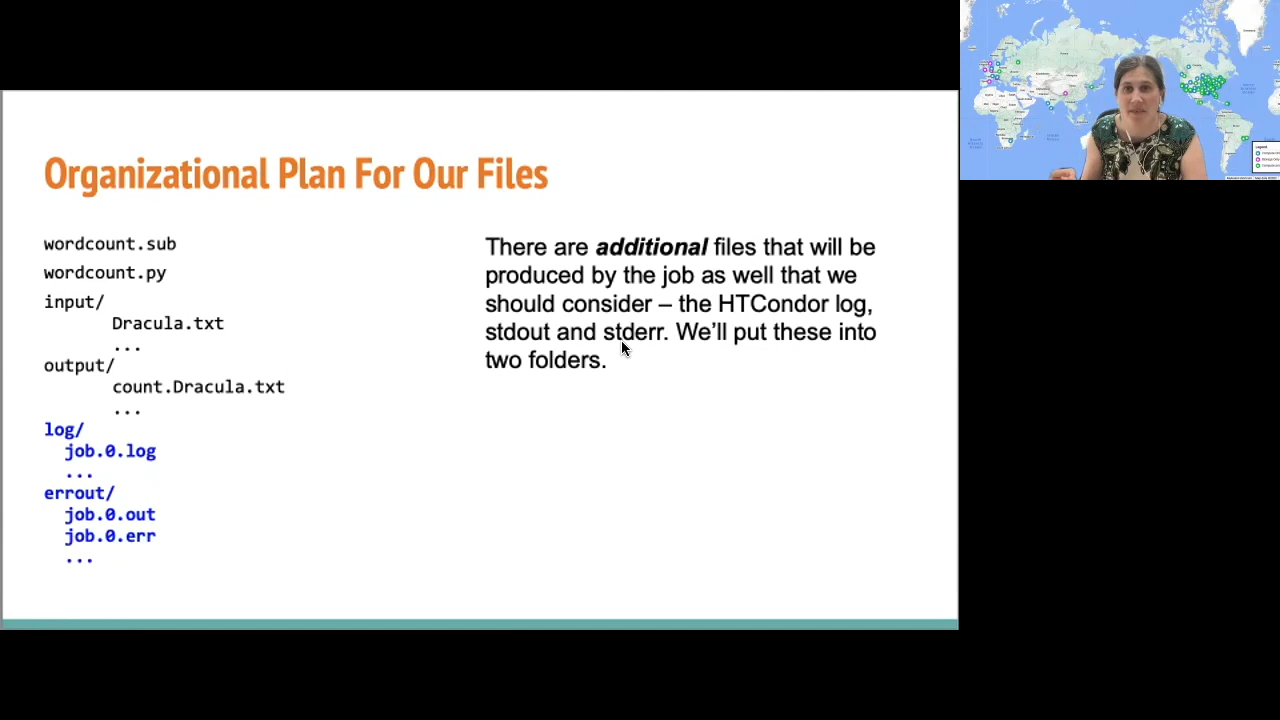 Organizational Plan For Our Files
wordcount.sub
wordcount.py
input/
Dracula.txt
...
output/
count.Dracula.txt
...
log/
job.0.log
...
errout/
job.0.out
job.0.err
...
There are additional files that will be
produced by the job as well that we
should consider – the HTCondor log,
stdout and stderr. We’ll put these into
two folders.